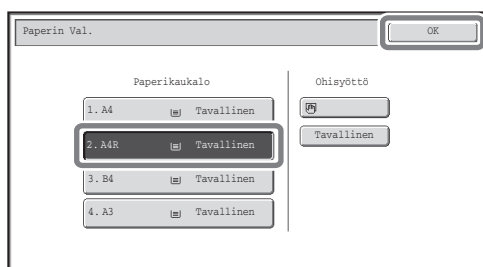 Paperin Val.
OK
Paperikaukalo
Ohisyöttö
1. A4 Tavallinen
2. A4R Tavallinen
Tavallinen
3. B4 Tavallinen
4. A3 Tavallinen